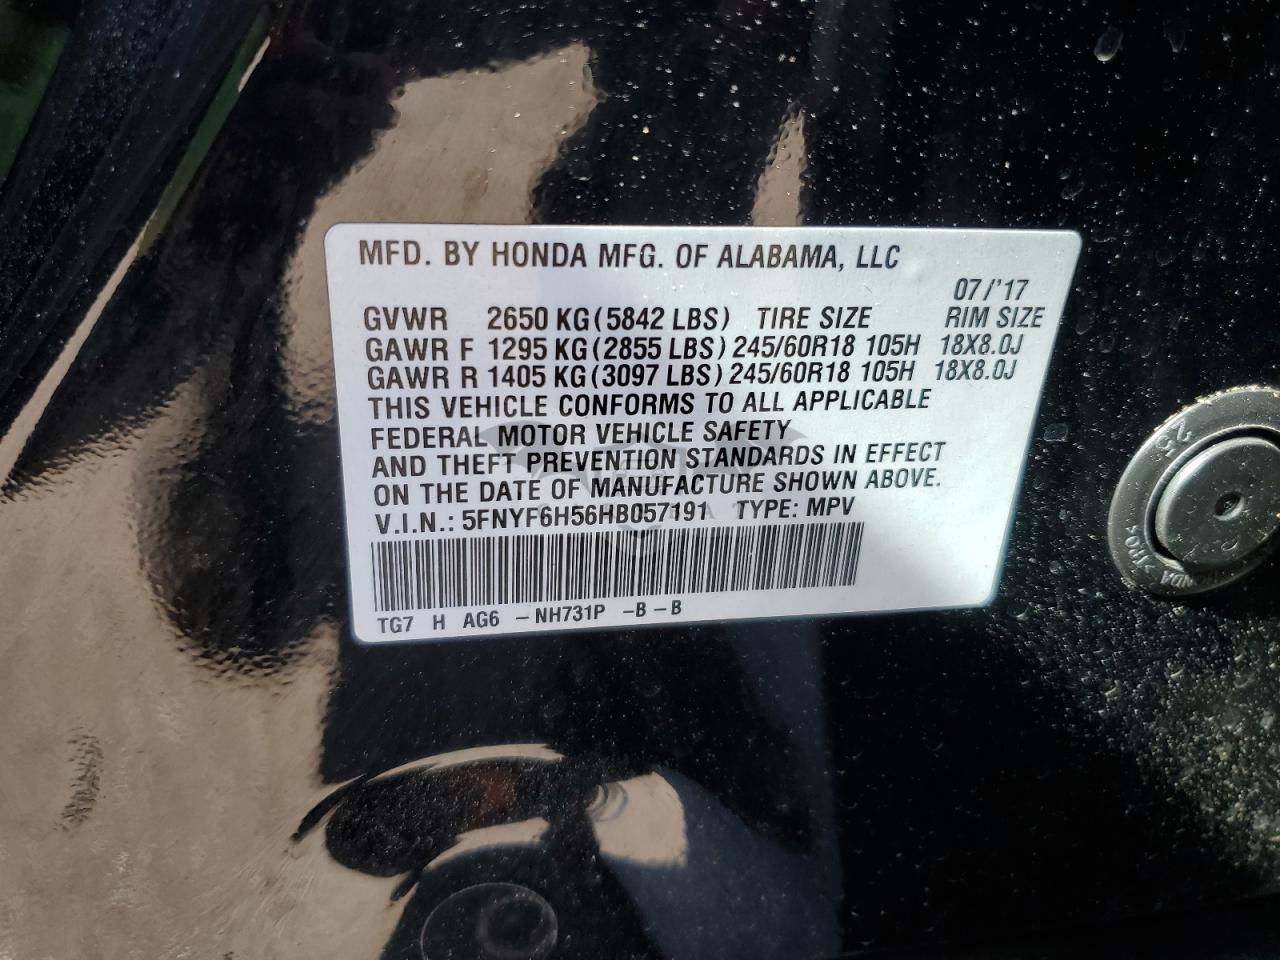 MFD. BY HONDA MFG. OF ALABAMA, LLC
07/'17
GVWR 2650 KG(5842 LBS) TIRE SIZE RIM SIZE
GAWR F 1295 KG(2855 LBS) 245/60R18 105H 18X8.0J
GAWR R 1405 KG(3097 LBS) 245/60R18 105H 18X8.0J
THIS VEHICLE CONFORMS TO ALL APPLICABLE
FEDERAL MOTOR VEHICLE SAFETY
AND THEFT PREVENTION STANDARDS IN EFFECT
ON THE DATE OF MANUFACTURE SHOWN ABOVE.
V.I.N.: 5FNYF6H56HB057191 TYPE: MPV
TG7 H AG6 – NH731P –B – B
25